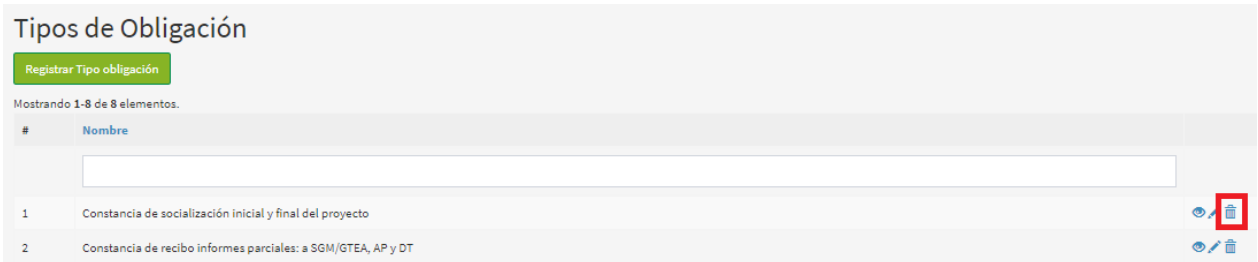 Tipos de Obligación
Registrar Tipo obligación
Mostrando 1-8 de 8 elementos.
# Nombre
1 Constancia de socialización inicial y final del proyecto
2 Constancia de recibo informes parciales: a SGM/GTEA, AP y DT